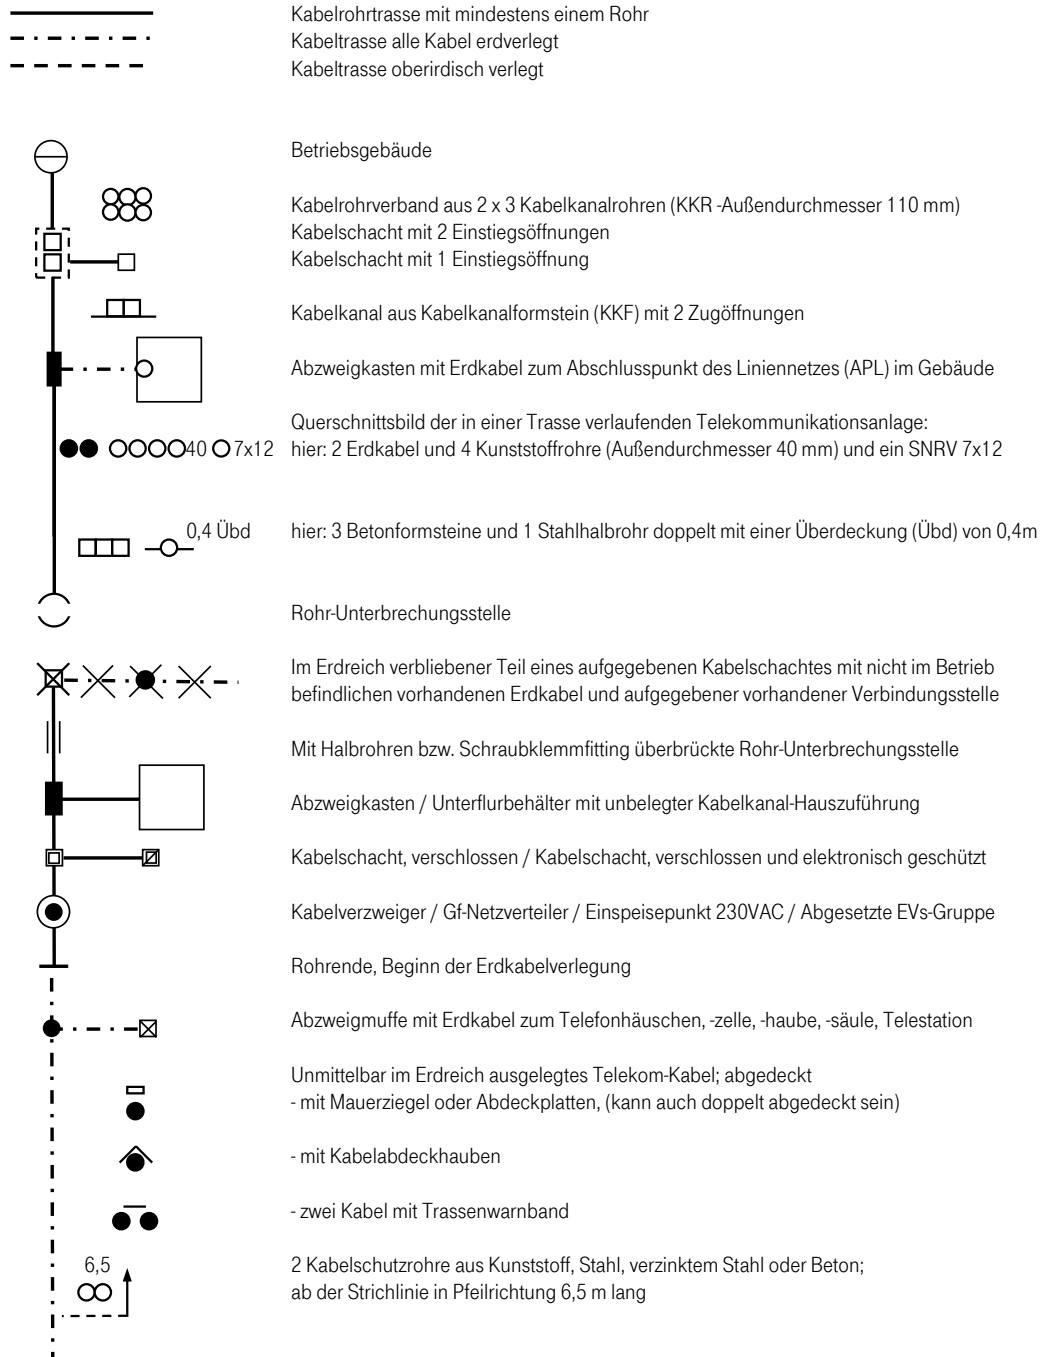 Kabelrohrtrasse mit mindestens einem Rohr
Kabeltrasse alle Kabel erdverlegt
Kabeltrasse oberirdisch verlegt
Betriebsgebäude
Kabelrohrverband aus 2 x 3 Kabelkanalrohren (KKR -Außendurchmesser 110 mm)
Kabelschacht mit 2 Einstiegsöffnungen
Kabelschacht mit 1 Einstiegsöffnung
Kabelkanal aus Kabelkanalformstein (KKF) mit 2 Zugöffnungen
Abzweigkasten mit Erdkabel zum Abschlusspunkt des Liniennetzes (APL) im Gebäude
Querschnittsbild der in einer Trasse verlaufenden Telekommunikationsanlage:
40 7x12 hier: 2 Erdkabel und 4 Kunststoffrohre (Außendurchmesser 40 mm) und ein SNRV 7x12
0,4 Übd hier: 3 Betonformsteine und 1 Stahlhalbrohr doppelt mit einer Überdeckung (Übd) von 0,4m
Rohr-Unterbrechungsstelle
Im Erdreich verbliebener Teil eines aufgegebenen Kabelschachtes mit nicht im Betrieb
befindlichen vorhandenen Erdkabel und aufgegebener vorhandener Verbindungsstelle
Mit Halbrohren bzw. Schraubklemmfitting überbrückte Rohr-Unterbrechungsstelle
Abzweigkasten / Unterflurbehälter mit unbelegter Kabelkanal-Hauszuführung
Kabelschacht, verschlossen / Kabelschacht, verschlossen und elektronisch geschützt
Kabelverzweiger / Gf-Netzverteiler / Einspeisepunkt 230VAC / Abgesetzte EVs-Gruppe
Rohrende, Beginn der Erdkabelverlegung
Abzweigmuffe mit Erdkabel zum Telefonhäuschen, -zelle, -haube, -säule, Telestation
Unmittelbar im Erdreich ausgelegtes Telekom-Kabel; abgedeckt
- mit Mauerziegel oder Abdeckplatten, (kann auch doppelt abgedeckt sein)
- mit Kabelabdeckhauben
- zwei Kabel mit Trassenwarnband
6,5 2 Kabelschutzrohre aus Kunststoff, Stahl, verzinktem Stahl oder Beton;
ab der Strichlinie in Pfeilrichtung 6,5 m lang